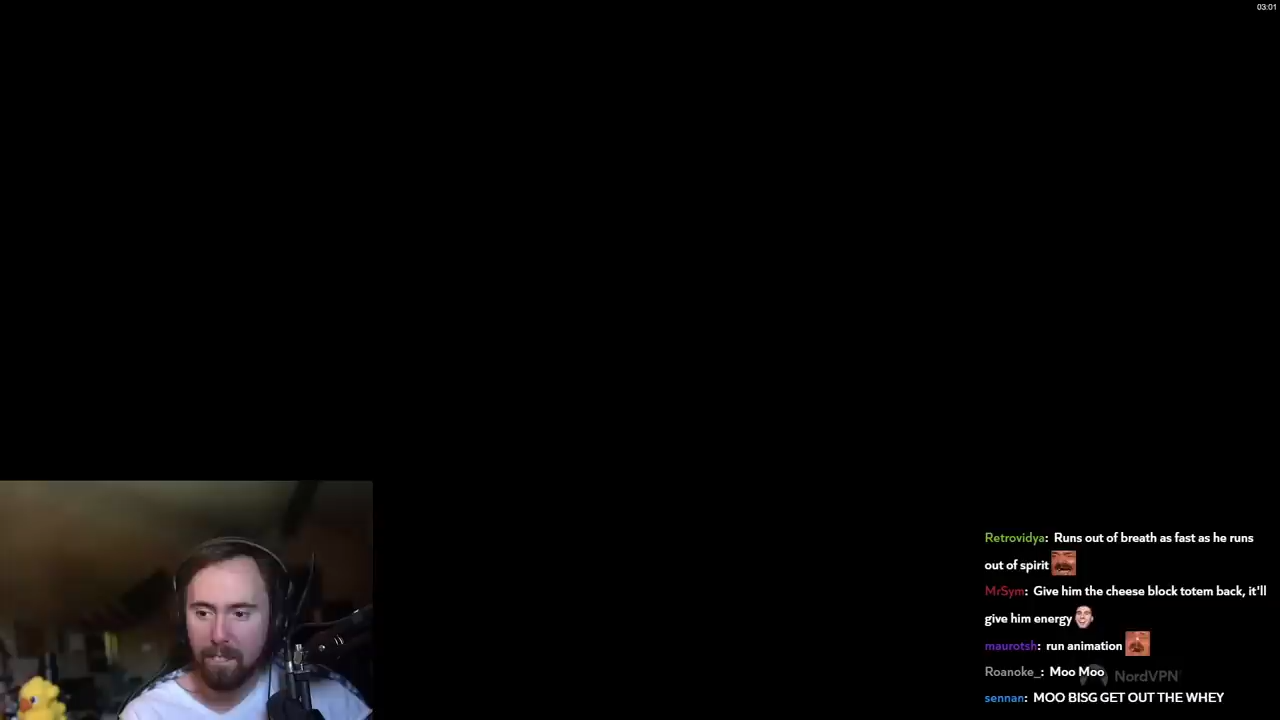 03:01
Retrovidya: Runs out of breath as fast as he runs
out of spirit
MrSym: Give him the cheese block totem back, it'll
give him energy
maurotsh: run animation
Roanoke_: Moo Moo
NordVPN
sennan: MOO BISG GET OUT THE WHEY